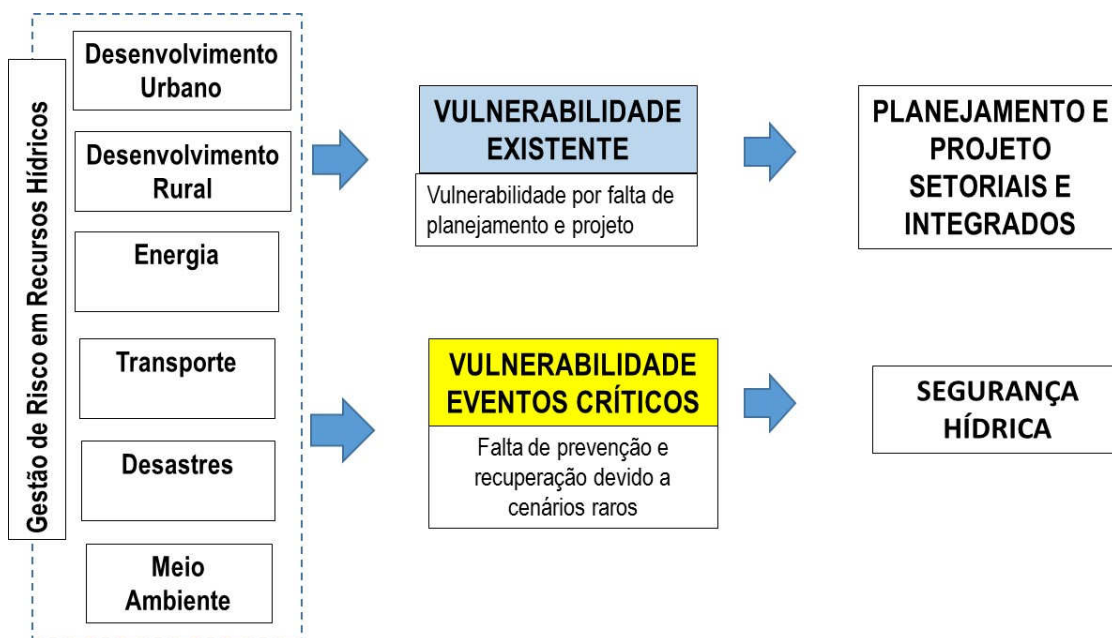 Gestão de Risco em Recursos Hídricos
Desenvolvimento
Urbano
Desenvolvimento
Rural
Energia
Transporte
Desastres
Meio
Ambiente
VULNERABILIDADE
EXISTENTE
Vulnerabilidade por falta de
planejamento e projeto
VULNERABILIDADE
EVENTOS CRÍTICOS
Falta de prevenção e
recuperação devido a
cenários raros
PLANEJAMENTO E
PROJETO
SETORIAIS E
INTEGRADOS
SEGURANÇA
HÍDRICA